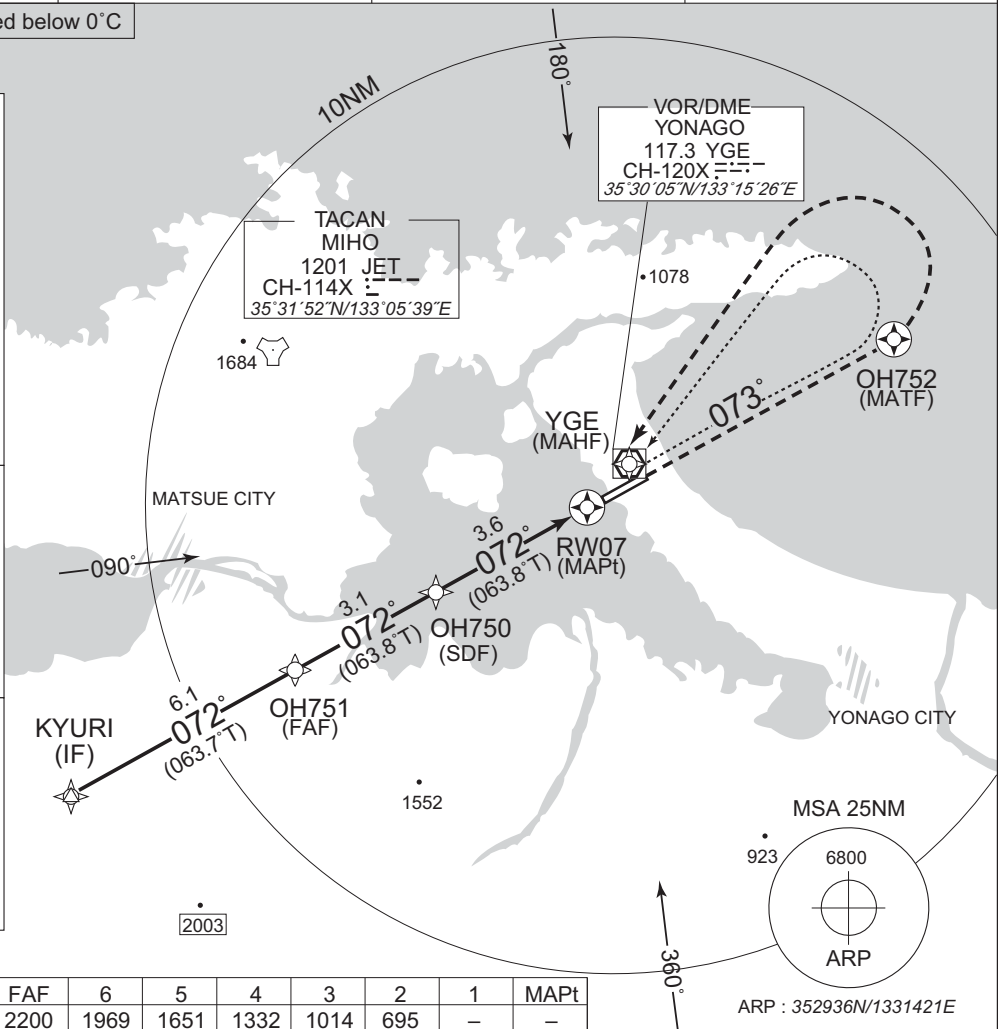 ed below 0°C
10NM
180°
VOR/DME
YONAGO
117.3 YGE
CH-120X
35°30´05˝N/133°15´26˝E
TACAN
MIHO
1201 JET
CH-114X
35°31´52˝N/133°05´39˝E
1078
1684
OH752
(MATF)
073°
YGE
(MAHF)
MATSUE CITY
090°
3.6
072°
(063.8°T)
RW07
(MAPt)
3.1
072°
(063.8°T)
OH750
(SDF)
6.1
072°
(063.7°T)
OH751
(FAF)
KYURI
(IF)
YONAGO CITY
1552
MSA 25NM
923
6800
ARP
2003
360°
ARP : 352936N/1331421E
FAF 6 5 4 3 2 1 MAPt
2200 1969 1651 1332 1014 695 – –